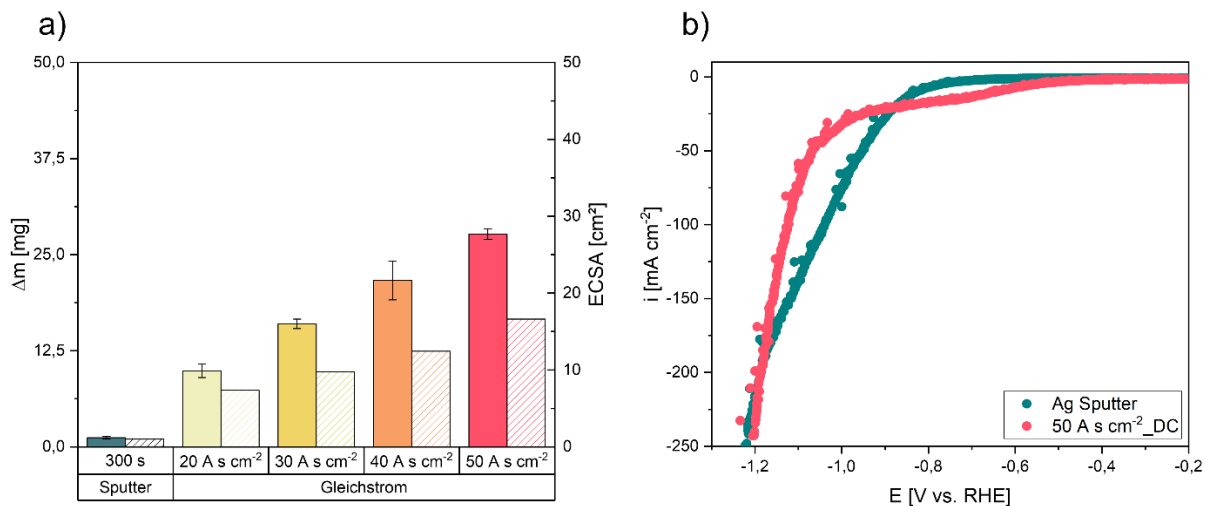 a)
50,0
37,5
25,0
12,5
0,0
Δm [mg]
50
40
30
20
10
0
ECSA [cm²]
300 s
20 A s cm⁻²
30 A s cm⁻²
40 A s cm⁻²
50 A s cm⁻²
Sputter
Gleichstrom
b)
0
-50
-100
-150
-200
-250
i [mA cm⁻²]
Ag Sputter
50 A s cm⁻²_DC
-1,2
-1,0
-0,8
-0,6
-0,4
-0,2
E [V vs. RHE]